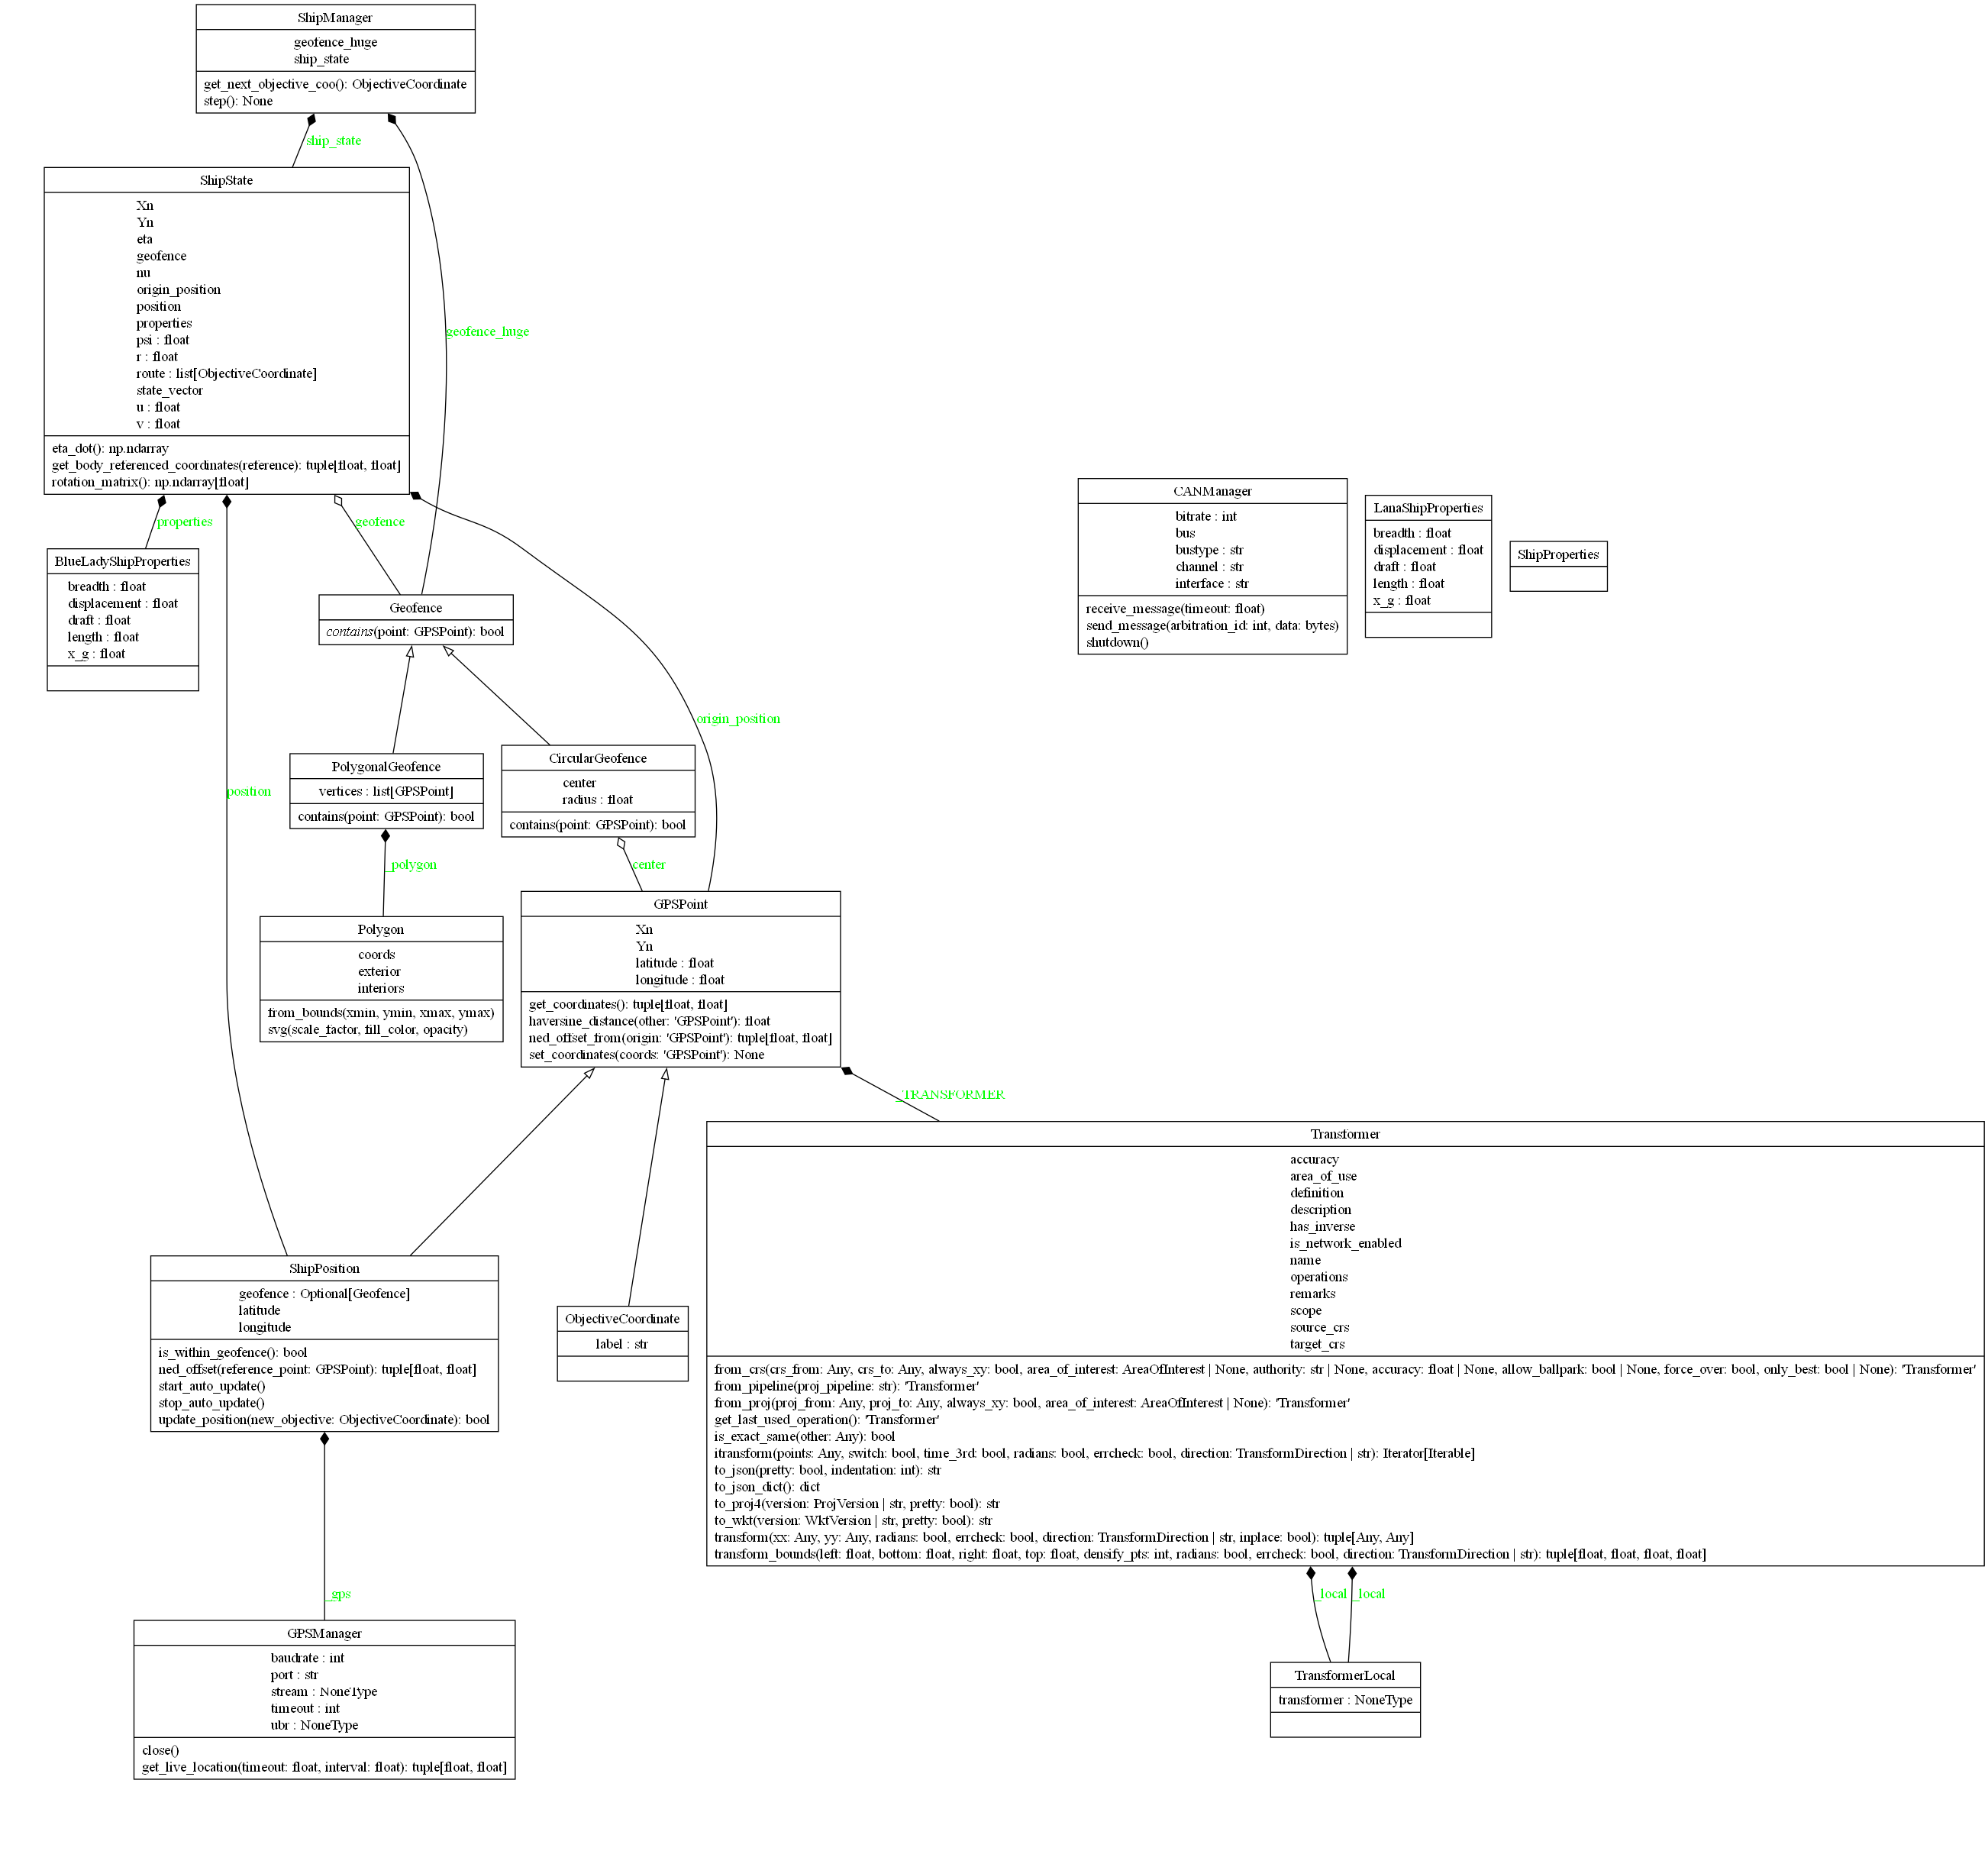 ShipManager
geofence_huge
ship_state
get_next_objective_coo(): ObjectiveCoordinate
step(): None
ship_state
geofence_huge
ShipState
Xn
Yn
eta
geofence
nu
origin_position
position
properties
psi : float
r : float
route : list[ObjectiveCoordinate]
state_vector
u : float
v : float
eta_dot(): np.ndarray
get_body_referenced_coordinates(reference): tuple[float, float]
rotation_matrix(): np.ndarray[float]
properties
geofence
origin_position
position
BlueLadyShipProperties
breadth : float
displacement : float
draft : float
length : float
x_g : float
Geofence
contains(point: GPSPoint): bool
CANManager
bitrate : int
bus
bustype : str
channel : str
interface : str
receive_message(timeout: float)
send_message(arbitration_id: int, data: bytes)
shutdown()
LanaShipProperties
breadth : float
displacement : float
draft : float
length : float
x_g : float
ShipProperties
PolygonalGeofence
vertices : list[GPSPoint]
contains(point: GPSPoint): bool
CircularGeofence
center
radius : float
contains(point: GPSPoint): bool
_polygon
center
Polygon
coords
exterior
interiors
from_bounds(xmin, ymin, xmax, ymax)
svg(scale_factor, fill_color, opacity)
GPSPoint
Xn
Yn
latitude : float
longitude : float
get_coordinates(): tuple[float, float]
haversine_distance(other: 'GPSPoint'): float
ned_offset_from(origin: 'GPSPoint'): tuple[float, float]
set_coordinates(coords: 'GPSPoint'): None
_TRANSFORMER
ShipPosition
geofence : Optional[Geofence]
latitude
longitude
is_within_geofence(): bool
ned_offset(reference_point: GPSPoint): tuple[float, float]
start_auto_update()
stop_auto_update()
update_position(new_objective: ObjectiveCoordinate): bool
ObjectiveCoordinate
label : str
Transformer
accuracy
area_of_use
definition
description
has_inverse
is_network_enabled
name
operations
remarks
scope
source_crs
target_crs
from_crs(crs_from: Any, crs_to: Any, always_xy: bool, area_of_interest: AreaOfInterest | None, authority: str | None, accuracy: float | None, allow_ballpark: bool | None, force_over: bool, only_best: bool | None): 'Transformer'
from_pipeline(proj_pipeline: str): 'Transformer'
from_proj(proj_from: Any, proj_to: Any, always_xy: bool, area_of_interest: AreaOfInterest | None): 'Transformer'
get_last_used_operation(): 'Transformer'
is_exact_same(other: Any): bool
itransform(points: Any, switch: bool, time_3rd: bool, radians: bool, errcheck: bool, direction: TransformDirection | str): Iterator[Iterable]
to_json(pretty: bool, indentation: int): str
to_json_dict(): dict
to_proj4(version: ProjVersion | str, pretty: bool): str
to_wkt(version: WktVersion | str, pretty: bool): str
transform(xx: Any, yy: Any, radians: bool, errcheck: bool, direction: TransformDirection | str, inplace: bool): tuple[Any, Any]
transform_bounds(left: float, bottom: float, right: float, top: float, densify_pts: int, radians: bool, errcheck: bool, direction: TransformDirection | str): tuple[float, float, float, float]
_gps
_local
_local
GPSManager
baudrate : int
port : str
stream : NoneType
timeout : int
ubr : NoneType
close()
get_live_location(timeout: float, interval: float): tuple[float, float]
TransformerLocal
transformer : NoneType